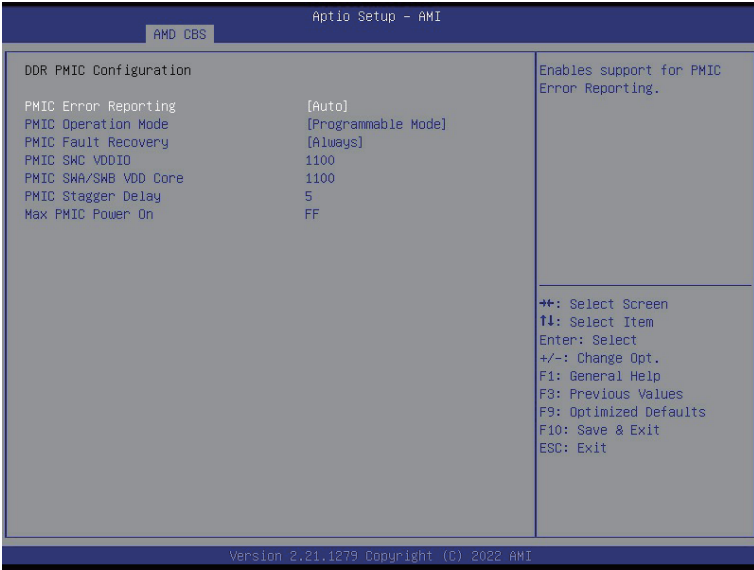 Aptio Setup – AMI
AMD CBS
DDR PMIC Configuration
PMIC Error Reporting [Auto]
PMIC Operation Mode [Programmable Mode]
PMIC Fault Recovery [Always]
PMIC SWC VDDIO 1100
PMIC SWA/SWB VDD Core 1100
PMIC Stagger Delay 5
Max PMIC Power On FF
Enables support for PMIC
Error Reporting.
→←: Select Screen
↑↓: Select Item
Enter: Select
+/-: Change Opt.
F1: General Help
F3: Previous Values
F9: Optimized Defaults
F10: Save & Exit
ESC: Exit
Version 2.21.1279 Copyright (C) 2022 AMI